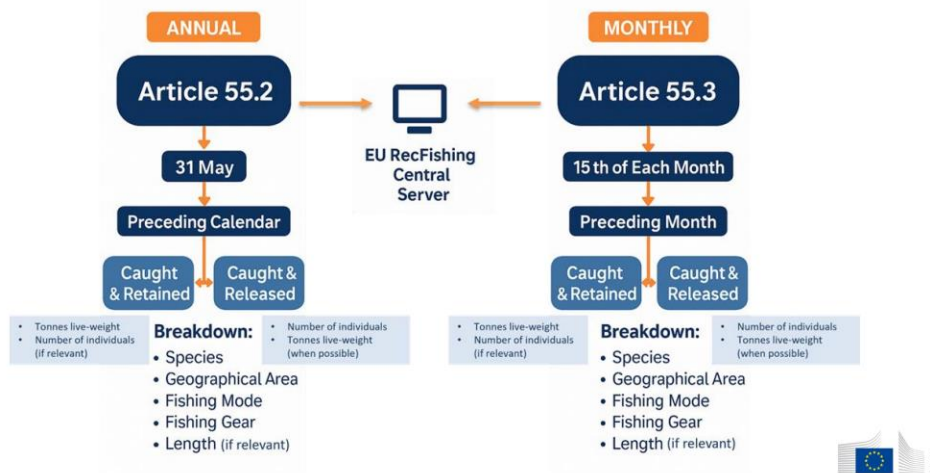 ANNUAL
Article 55.2
31 May
Preceding Calendar
Caught
& Retained
Caught &
Released
• Tonnes live-weight
• Number of individuals
(if relevant)
• Number of individuals
• Tonnes live-weight
(when possible)
Breakdown:
• Species
• Geographical Area
• Fishing Mode
• Fishing Gear
• Length (if relevant)
EU RecFishing
Central
Server
MONTHLY
Article 55.3
15 th of Each Month
Preceding Month
Caught
& Retained
Caught &
Released
• Tonnes live-weight
• Number of individuals
(if relevant)
• Number of individuals
• Tonnes live-weight
(when possible)
Breakdown:
• Species
• Geographical Area
• Fishing Mode
• Fishing Gear
• Length (if relevant)